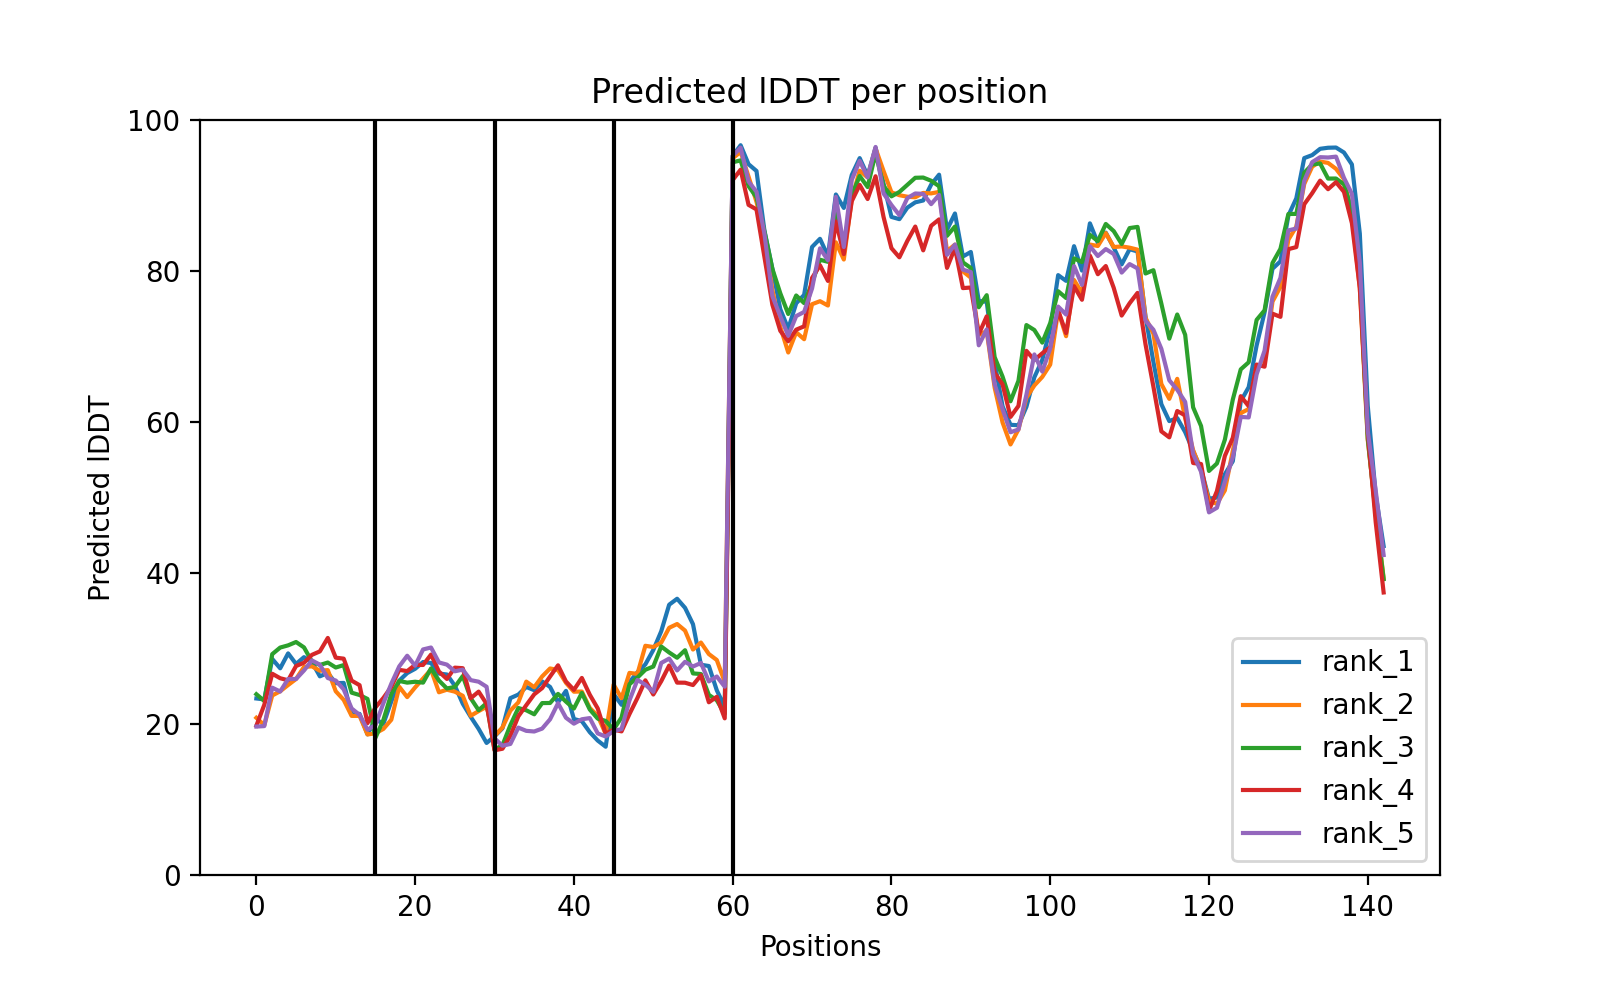 Predicted lDDT per position
Predicted lDDT
100
80
60
40
20
0
0 20 40 60 80 100 120 140
Positions
rank_1
rank_2
rank_3
rank_4
rank_5